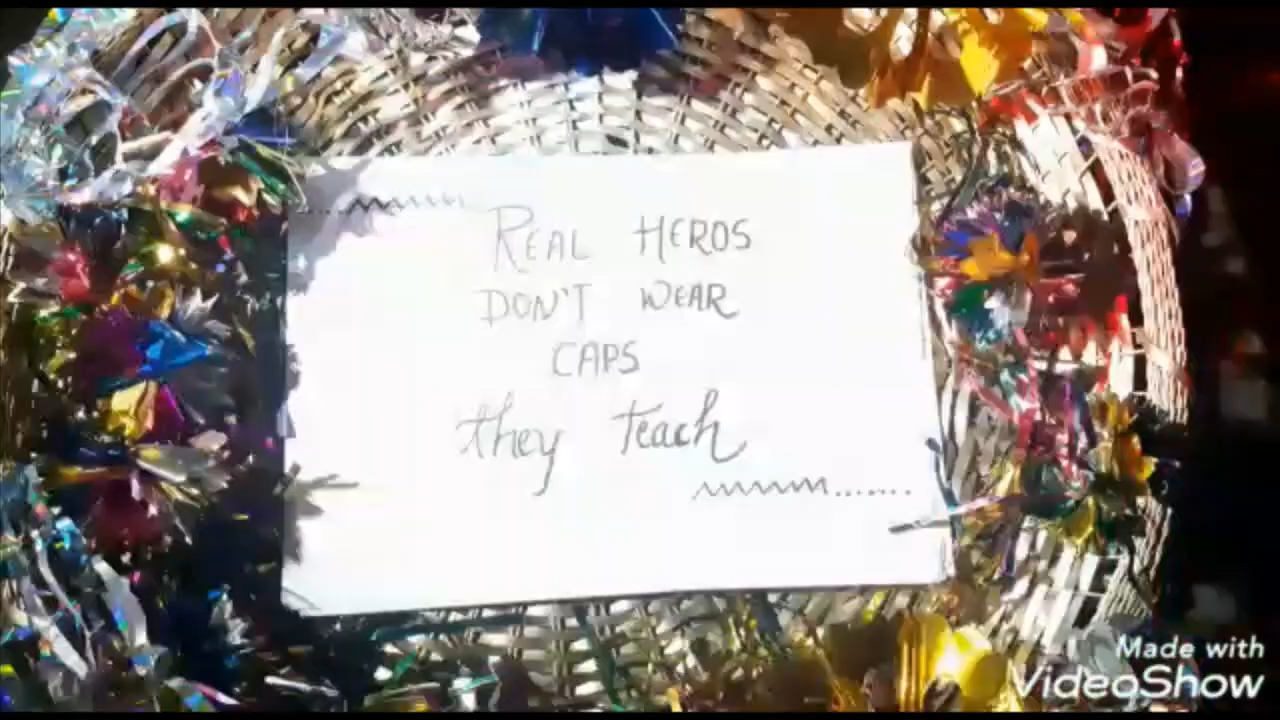 REAL HEROS
DON'T WEAR
CAPS
they teach
Made with
VideoShow